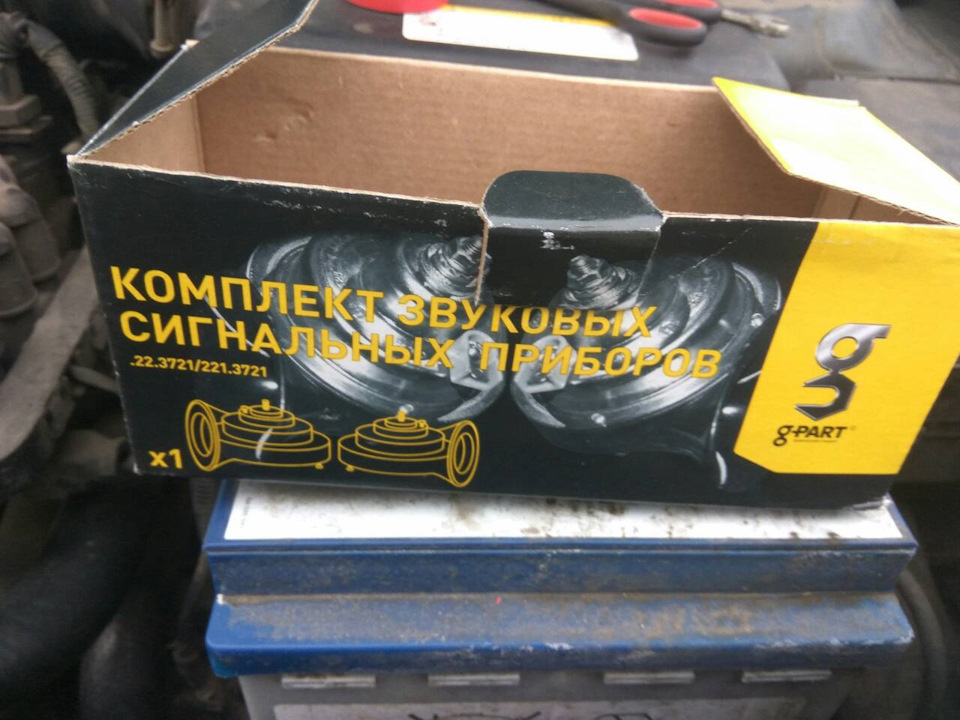 КОМПЛЕКТ ЗВУКОВЫХ
СИГНАЛЬНЫХ ПРИБОРОВ
.22.3721/221.3721
x1
g-PART